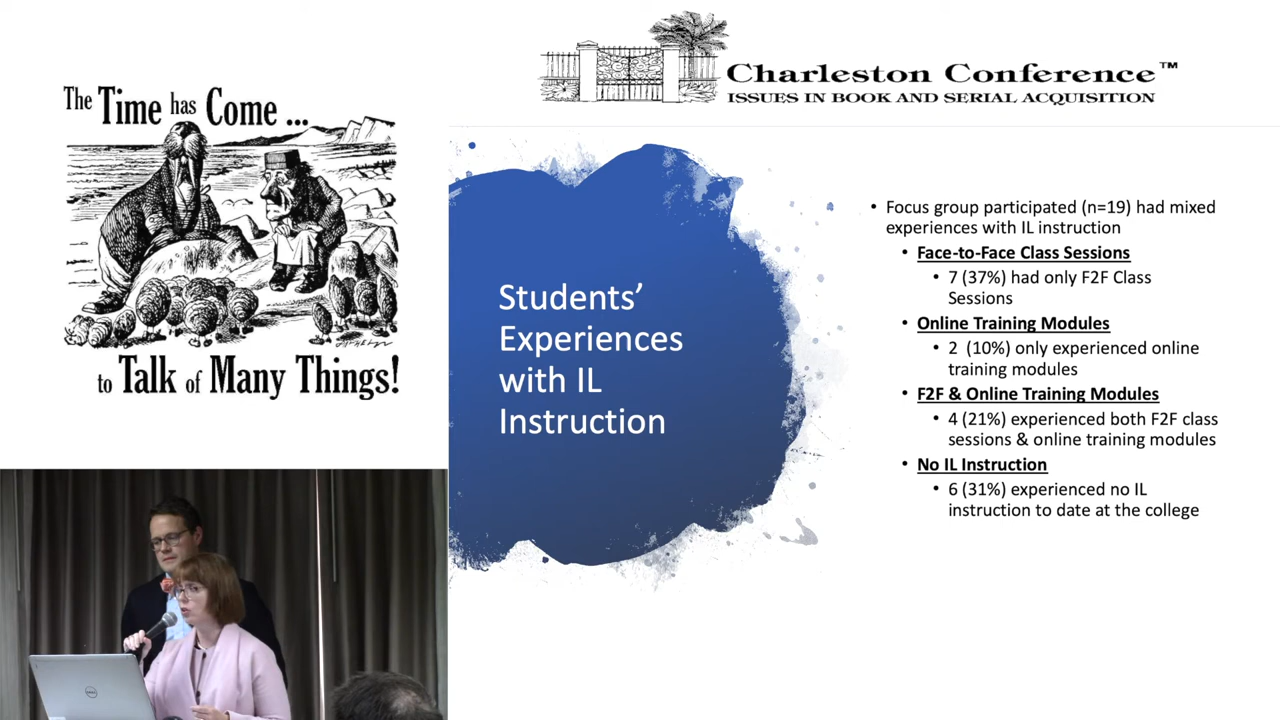 The Time has Come ...
to Talk of Many Things!
Charleston Conference™
ISSUES IN BOOK AND SERIAL ACQUISITION
Students’
Experiences
with IL
Instruction
• Focus group participated (n=19) had mixed
experiences with IL instruction
• Face-to-Face Class Sessions
• 7 (37%) had only F2F Class
Sessions
• Online Training Modules
• 2 (10%) only experienced online
training modules
• F2F & Online Training Modules
• 4 (21%) experienced both F2F class
sessions & online training modules
• No IL Instruction
• 6 (31%) experienced no IL
instruction to date at the college
DELL